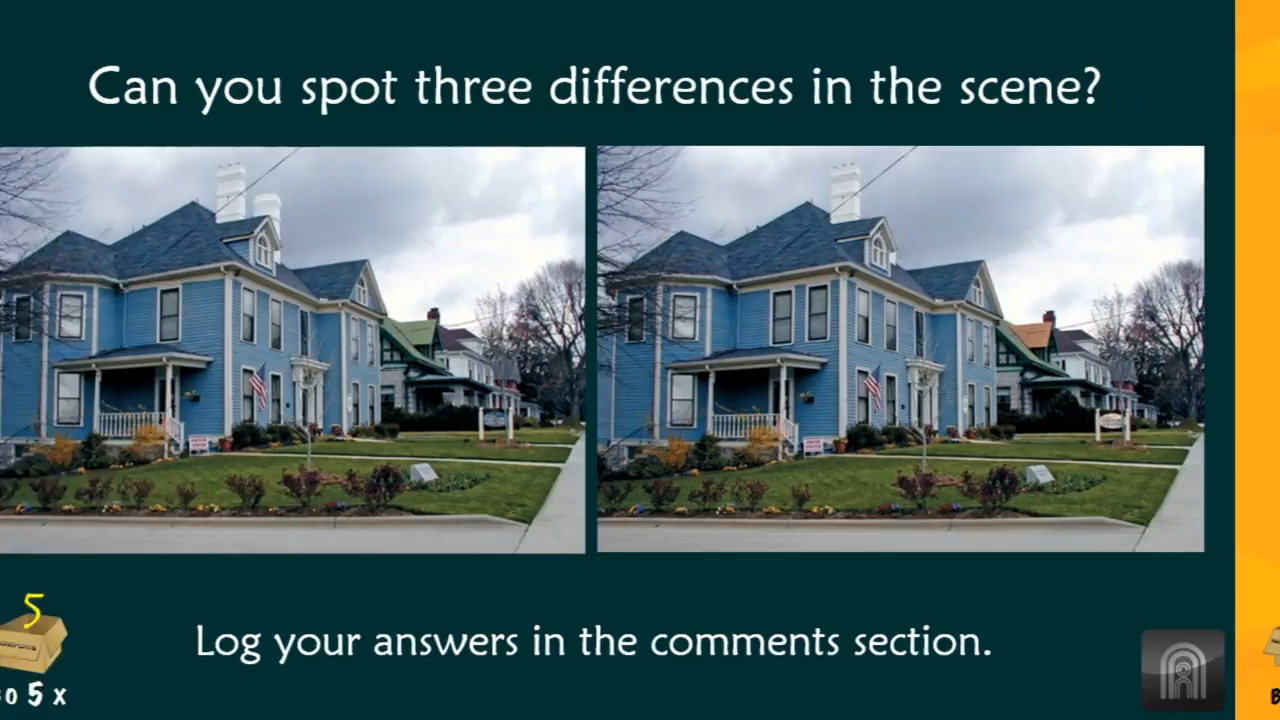 Can you spot three differences in the scene?
5
5 x
Log your answers in the comments section.